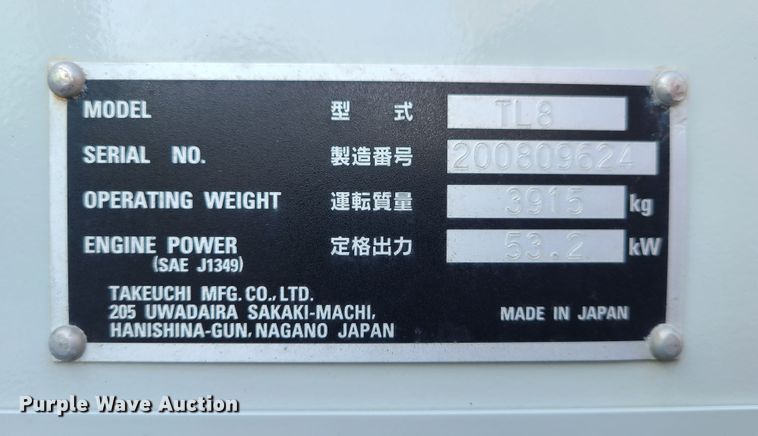 MODEL 型 式 TL8
SERIAL NO. 製造番号 200809624
OPERATING WEIGHT 運転質量 3915 kg
ENGINE POWER 定格出力 53.2 kW
(SAE J1349)
TAKEUCHI MFG. CO., LTD.
205 UWADAIRA SAKAKI-MACHI,
HANISHINA-GUN, NAGANO JAPAN
MADE IN JAPAN
Purple Wave Auction